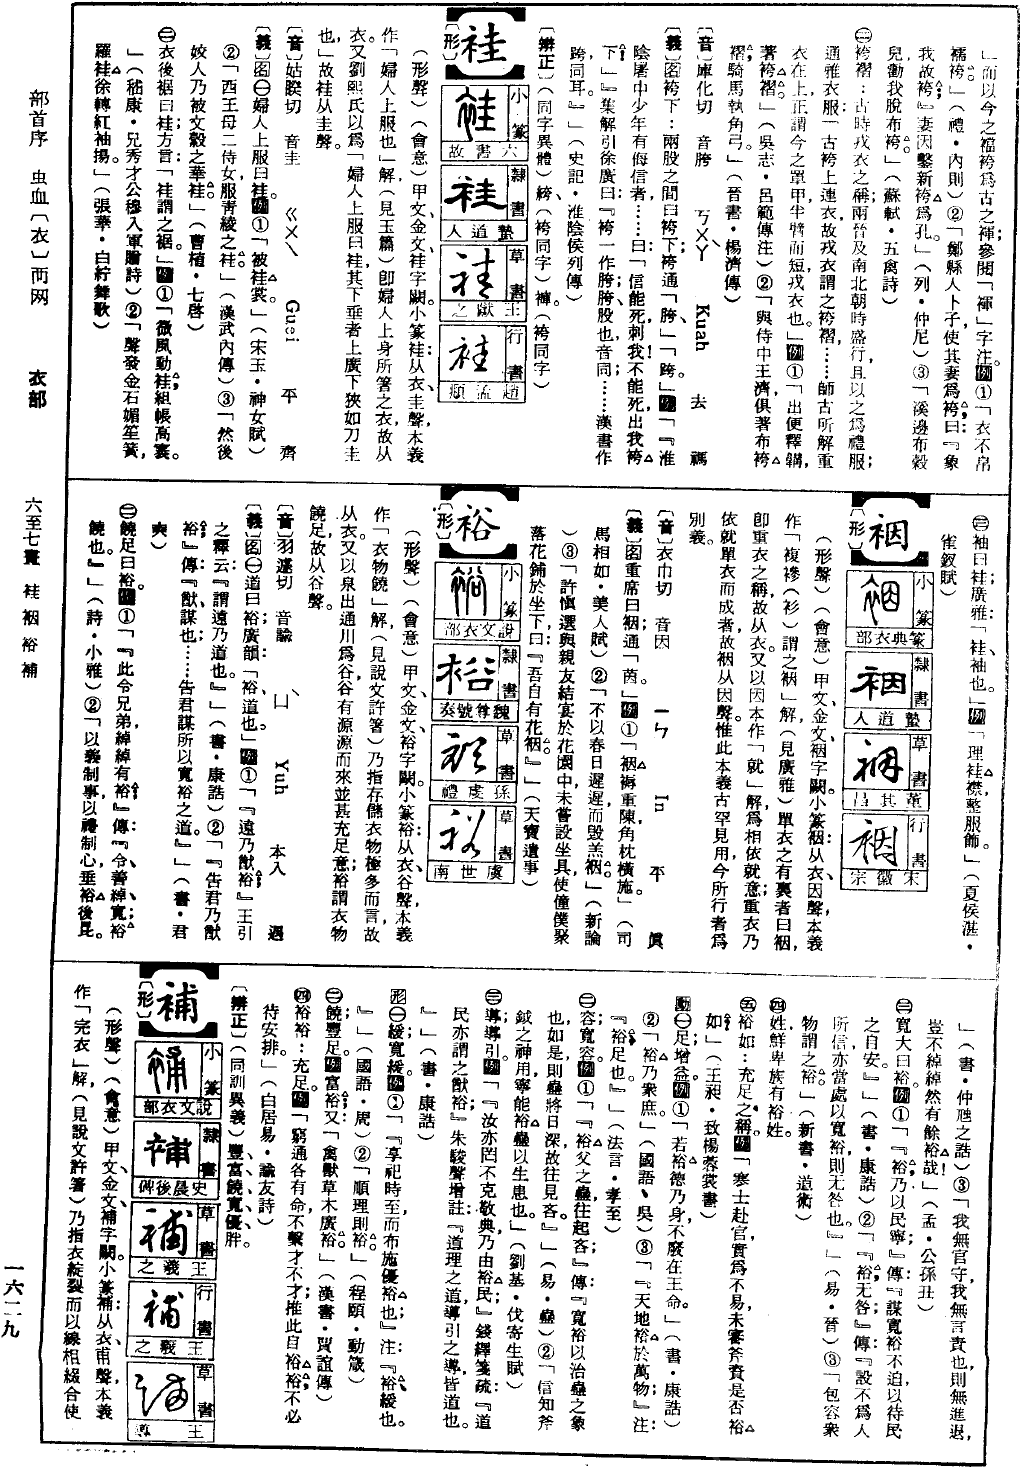 」而以今之福袴爲古之褌參閱「褌」字注。例①「衣不帛
襦袴。」(禮・內則)②「鄭縣人卜子使其妻爲袴曰『象
我故袴』妻因鑿新袴爲孔。」(列・仲尼)③「溪邊布穀
兒勸我脫布袴。」(蘇軾・五禽詩)
㊁袴褶:古時戎衣之稱兩晉及南北朝時盛行且以之爲禮服;
通雅衣服「古袴上連衣故戎衣謂之袴褶……師古所解重
衣在上正謂今之罩甲半臂而短戎衣也。」例①「出便釋韝,
著袴褶」(吳志・呂範傳注)②「與侍中王濟俱著布袴
褶騎馬執角弓。」(晉書・楊濟傳)
〔音〕庫化切 音胯 ㄎㄨㄚˋ Kuah 去 禡
〔義〕名袴下:兩股之間曰袴下袴通「胯」、「跨」。例「『淮
陰屠中少年有侮信者……曰:『信能死刺我!不能死出我袴
下』』集解引徐廣曰『袴一作胯胯股也音同……漢書作
跨同耳。』」(史記・淮陰侯列傳)
〔辨正〕(同字異體)綔(袴同字)褲(袴同字)
袿
〔形〕
小篆 六書故
隸書 蟄道人
草書 王獻之
行書 趙孟頫
(形聲)(會意)甲文、金文袿字闕。小篆袿:从衣、圭聲,本義
作「婦人上服也」解(見玉篇)卽婦人上身所箸之衣故从
衣。又劉熙氏以爲「婦人上服曰袿其下垂者上廣下狹如刀圭
也」故袿从圭聲。
〔音〕姑朘切 音圭 ㄍㄨㄟ Guei 平 齊
〔義〕名㊀婦人上服曰袿。例①「被袿裳。」(宋玉・神女賦)
②「西王母二侍女服靑綾之袿。」(漢武內傳)③「然後
姣人乃被文縠之華袿」(曹植・七啓)
㊁衣後裾曰袿方言:「袿謂之裾。」例①「微風動袿;組帳高褰。
」(嵇康・兄秀才公穆入軍贈詩)②「聲發金石媚笙簧,
羅袿徐轉紅袖揚。」(張華・白紵舞歌)
㊂袖曰袿廣雅:「袿袖也。」例「理袿襟整服飾。」(夏侯湛・
雀釵賦)
裀
〔形〕
小篆 篆典衣部
隸書 蟄道人
草書 董其昌
行書 宋徽宗
(形聲)(會意)甲文、金文裀字闕。小篆裀:从衣、因聲,本義
作「複襂(衫)謂之裀」解(見廣雅)單衣之有裏者曰裀,
卽重衣之稱故从衣。又以因本作「就」解爲相依就意;重衣乃
依就單衣而成者故裀从因聲。惟此本義古罕見用今所行者爲
別義。
〔音〕衣巾切 音因 ㄧㄣ 平 眞
〔義〕名重席曰裀通「茵」。例①「裀褥重陳角枕橫施。」(司
馬相如・美人賦)②「不以春日遲遲而毁羔裀。」(新論
)③「許愼選與親友結宴於花園中未嘗設坐具使僮僕聚
落花鋪於坐下曰:『吾自有花裀。』」(天寶遺事)
裕
〔形〕
小篆 說文衣部
隸書 魏尊號奏
草書 孫虔禮
草書 虞世南
(形聲)(會意)甲文、金文裕字闕。小篆裕:从衣、谷聲,本義
作「衣物饒」解(見說文許箸)乃指存儲衣物極多而言故
从衣。又以泉出通川爲谷谷有源源而來並甚充足意;裕謂衣物
饒足故从谷聲。
〔音〕羽遽切 音諭 ㄩˋ Yuh 本入 遇
〔義〕名㊀道曰裕廣韻:「裕,道也。」例①「『遠乃猷裕』王引
之釋云:『謂遠乃道也。』」(書・康誥)②「『告君乃猷
裕』傳『猷謀也……告君謀所以寬裕之道。』」(書・君
奭)
㊁饒足曰裕。例①「『此令兄弟,綽綽有裕』傳:『令善;綽寬;裕
饒也。』」(詩・小雅)②「以義制事以禮制心垂裕後昆。
」(書・仲虺之誥)③「我無官守,我無言責也,則無進退,
豈不綽綽然有餘裕哉!」(孟・公孫丑)
㊂寬大曰裕。例①「『裕乃以民寧』傳:『謀寬裕不迫以待民
之自安。』」(書・康誥)②「『裕无咎』傳:『設不爲人
所信亦當處以寬裕則无咎也。』」(易・晉)③「包容衆
物謂之裕。」(新書・道術)
㊃姓鮮卑族有裕姓。
㊄裕如:充足之稱。例「寒士赴官實爲不易未審斧資是否裕
如」(王昶・致楊蓉裳書)
動㊀足增益。例①「若裕德乃身不廢在王命。」(書・康誥)
②「裕乃衆庶。」(國語・吳)③「『天地裕於萬物』注:
『裕足也。』」(法言・孝至)
㊁容寬容。例①「『裕父之蠱;往起吝』傳:『寬裕以治蠱之象
也如是則蠱將日深故往見吝。』」(易・蠱)②「信知斧
鉞之神用寧能裕蠱以生患也。」(劉基・伐寄生賦)
㊂導導引。例「『汝亦罔不克敬典乃由裕民』錢繹箋疏:『道
民亦謂之猷裕』朱駿聲增註:『道理之道導引之導皆道也。
』」(書・康誥)
形㊀緩寬緩。例①「『享祀時至而布施優裕也』注:『裕緩也。
』」(國語・周)②「順理則裕。」(程頤・動箴)
㊁饒豐足。例富裕。又「禽獸草木廣裕。」(漢書・賈誼傳)
㊃裕裕:充足。例「窮通各有命不繫才不才;推此自裕裕不必
待安排。」(白居易・諭友詩)
〔辨正〕(同訓異義)豐、富、饒、寬、優、胖。
補
〔形〕
小篆 說文衣部
隸書 史晨後碑
草書 王羲之
行書 王羲之
草書 王導
(形聲)(會意)甲文、金文補字闕。小篆補:从衣、甫聲,本義
作「完衣」解(見說文許箸)乃指衣綻裂而以線相綴合使
部首序 虫血〔衣〕襾网 衣部 六至七畫 袿裀裕補 一六二九